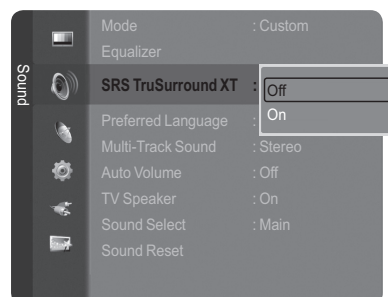 Sound
Mode : Custom
Equalizer
SRS TruSurround XT : Off
On
Preferred Language :
Multi-Track Sound : Stereo
Auto Volume : Off
TV Speaker : On
Sound Select : Main
Sound Reset